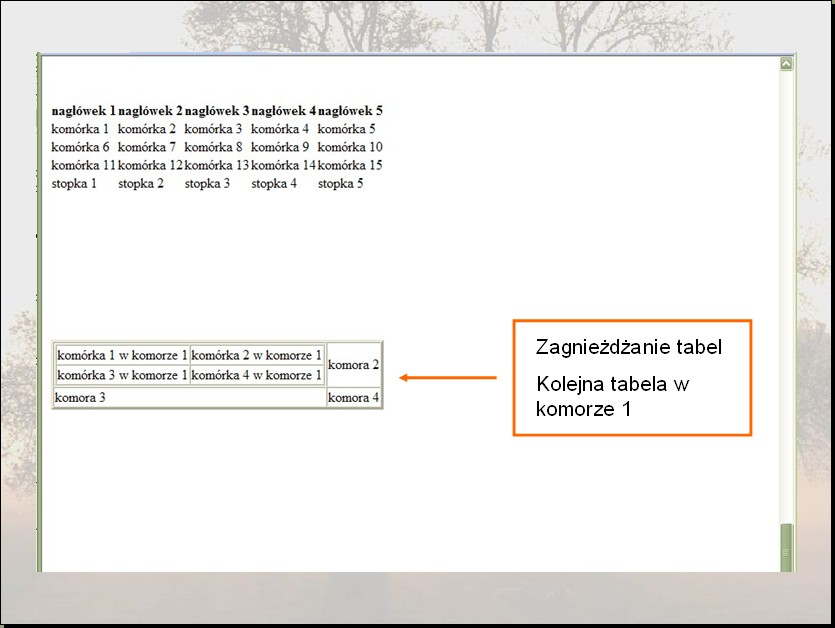 nagłówek 1 nagłówek 2 nagłówek 3 nagłówek 4 nagłówek 5
komórka 1 komórka 2 komórka 3 komórka 4 komórka 5
komórka 6 komórka 7 komórka 8 komórka 9 komórka 10
komórka 11 komórka 12 komórka 13 komórka 14 komórka 15
stopka 1 stopka 2 stopka 3 stopka 4 stopka 5
komórka 1 w komorze 1 komórka 2 w komorze 1
komora 2
komórka 3 w komorze 1 komórka 4 w komorze 1
komora 3 komora 4
Zagnieżdżanie tabel
Kolejna tabela w
komorze 1